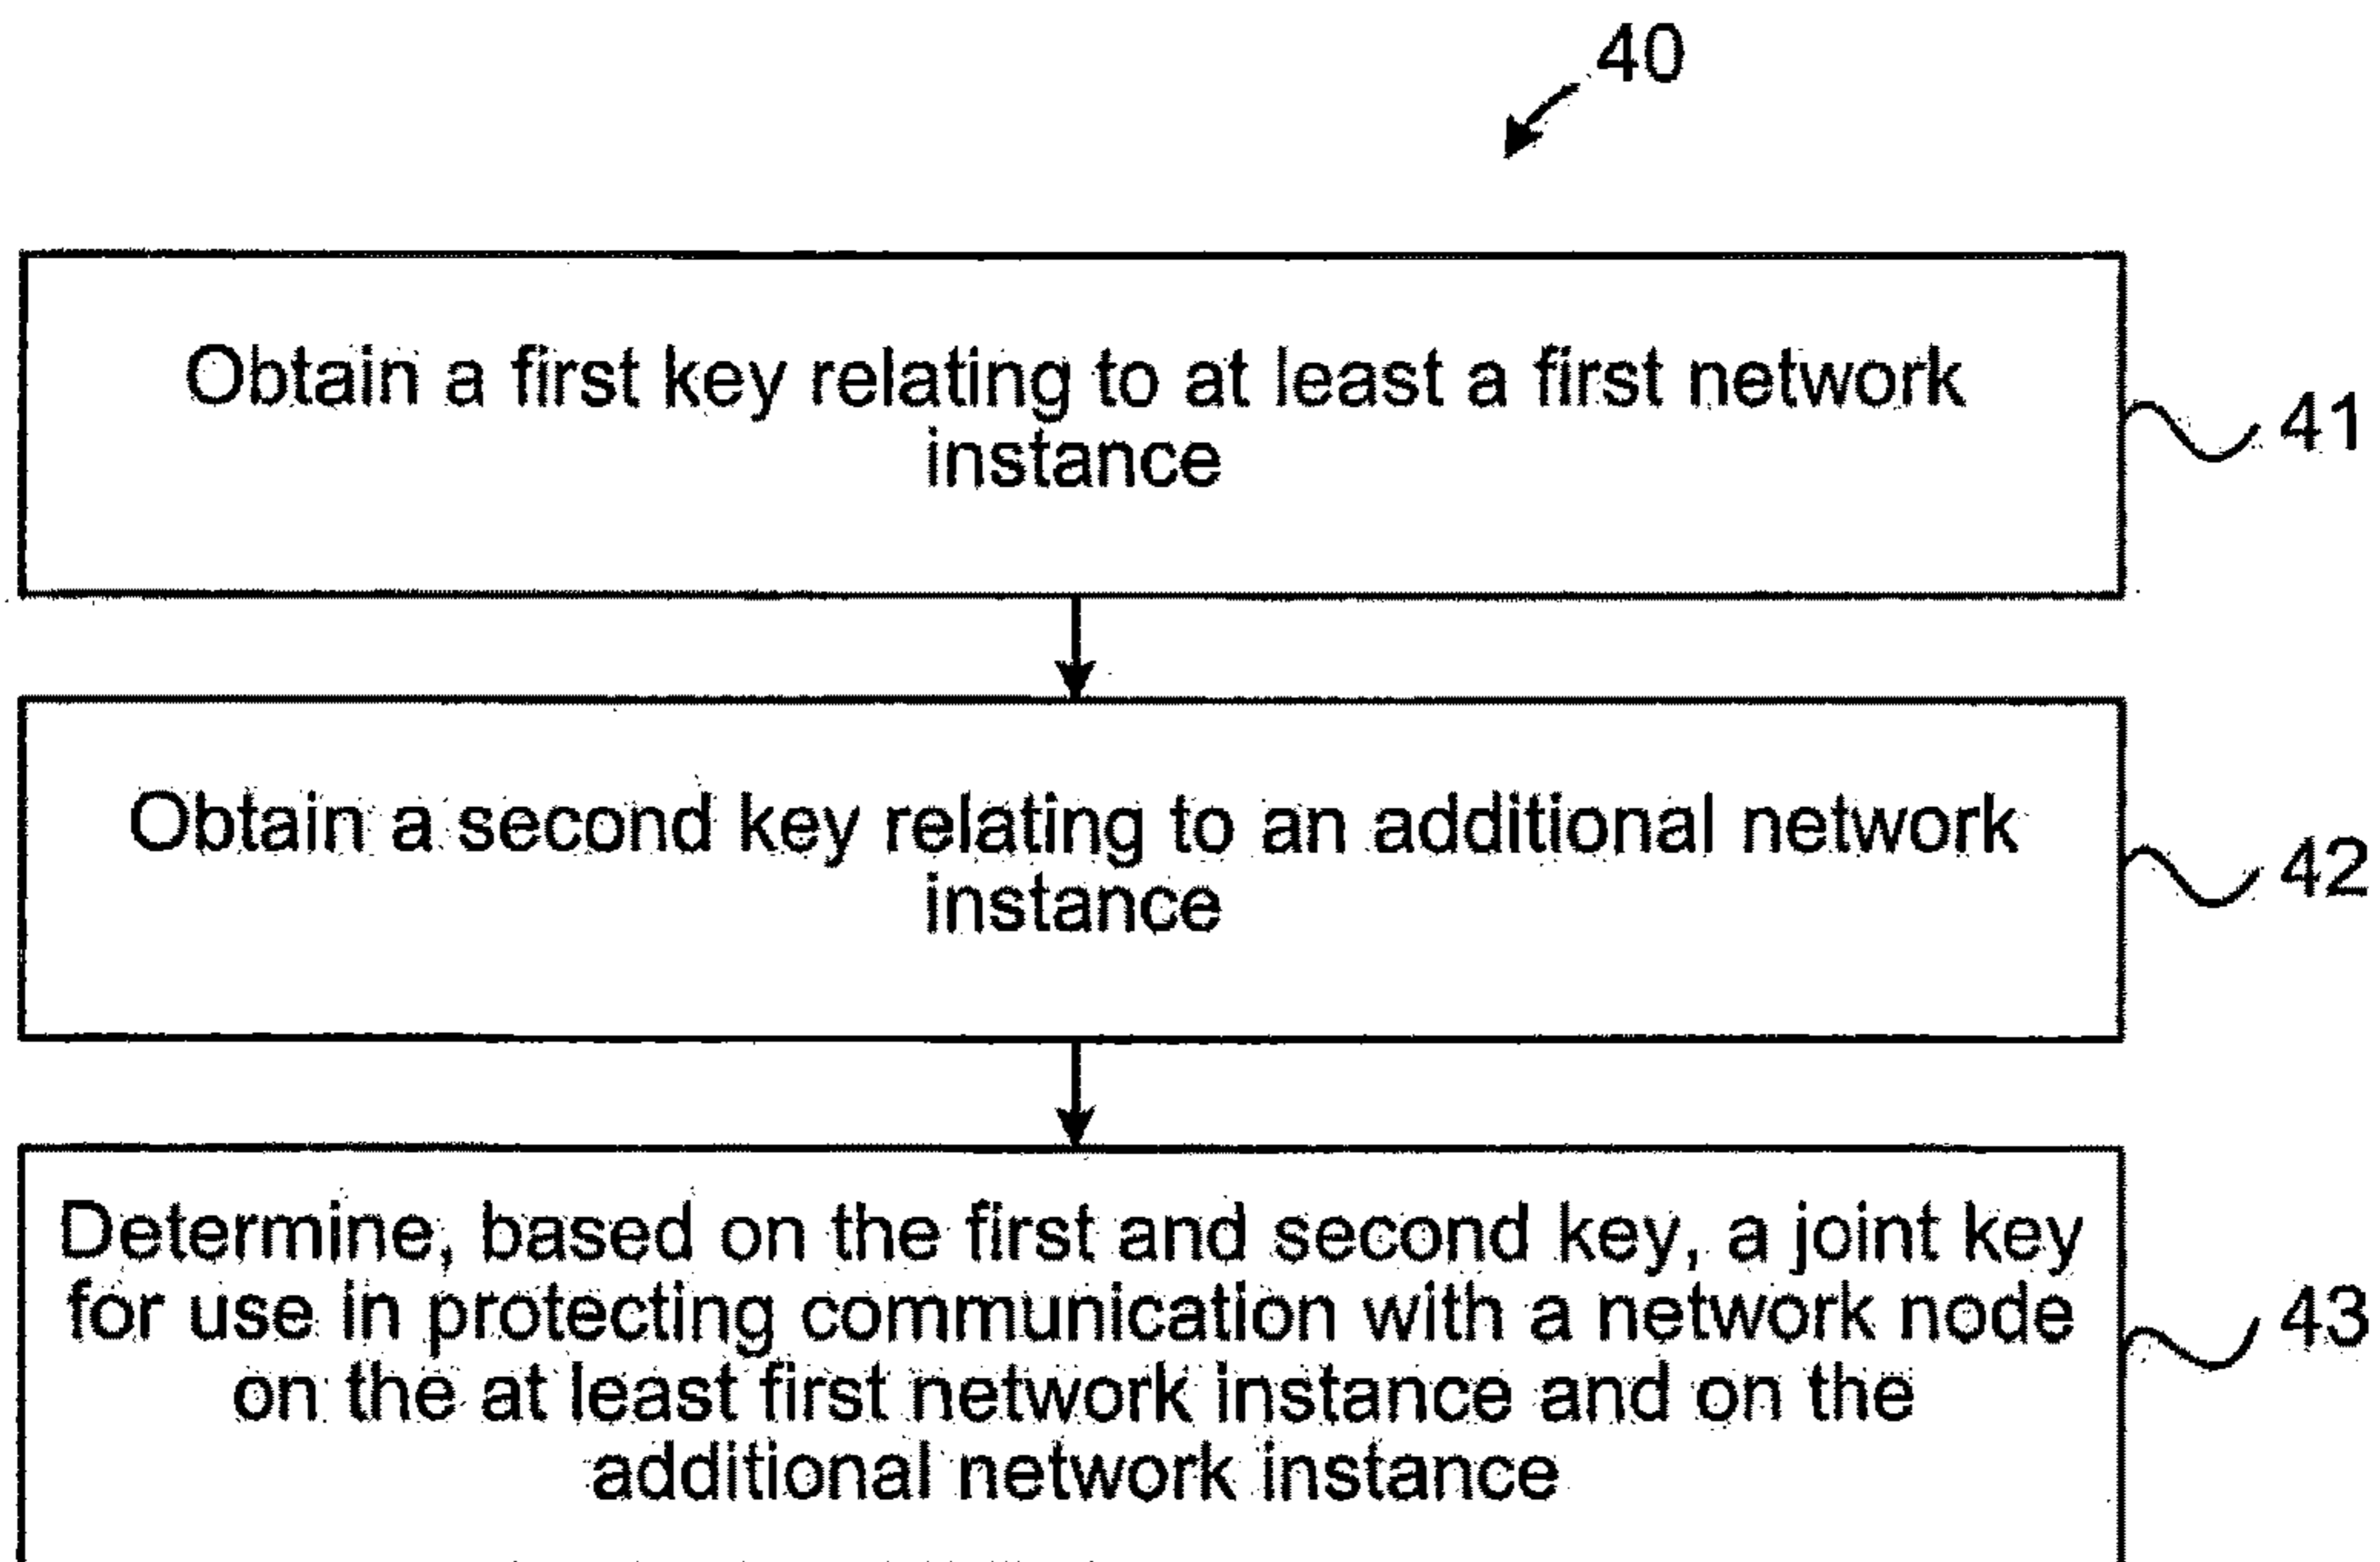 40
Obtain a first key relating to at least a first network
instance
41
Obtain a second key relating to an additional network
instance
42
Determine, based on the first and second key, a joint key
for use in protecting communication with a network node
on the at least first network instance and on the
additional network instance
43